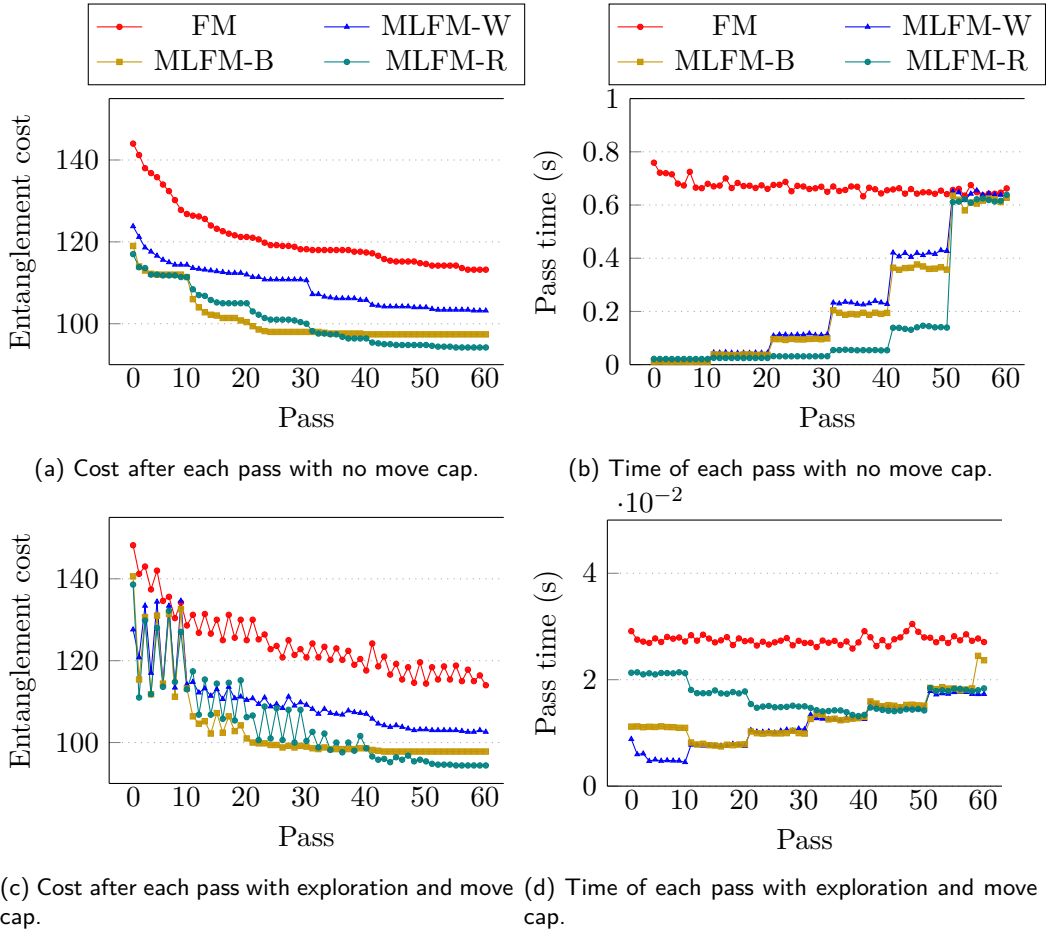 FM MLFM-W
MLFM-B MLFM-R
FM MLFM-W
MLFM-B MLFM-R
Entanglement cost
140
120
100
0 10 20 30 40 50 60
Pass
(a) Cost after each pass with no move cap.
Pass time (s)
1
0.8
0.6
0.4
0.2
0
0 10 20 30 40 50 60
Pass
(b) Time of each pass with no move cap.
Entanglement cost
140
120
100
0 10 20 30 40 50 60
Pass
(c) Cost after each pass with exploration and move
cap.
·10⁻²
Pass time (s)
4
2
0
0 10 20 30 40 50 60
Pass
(d) Time of each pass with exploration and move
cap.